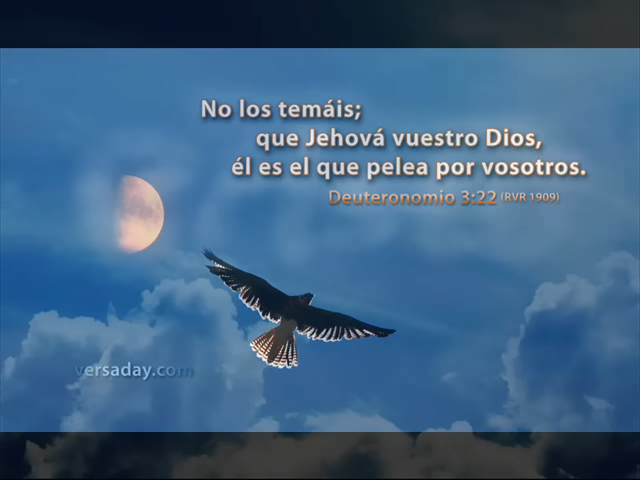 No los temáis;
que Jehová vuestro Dios,
él es el que pelea por vosotros.
Deuteronomio 3:22 (RVR 1909)
versaday.com